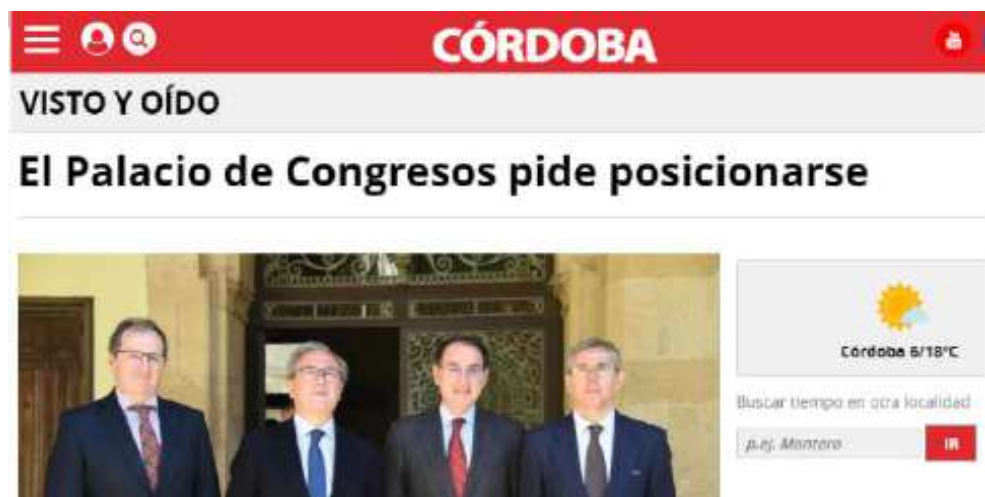 CÓRDOBA
VISTO Y OÍDO
El Palacio de Congresos pide posicionarse
Córdoba 6/18°C
Buscar tiempo en otra localidad
p.ej. Montoro
IR